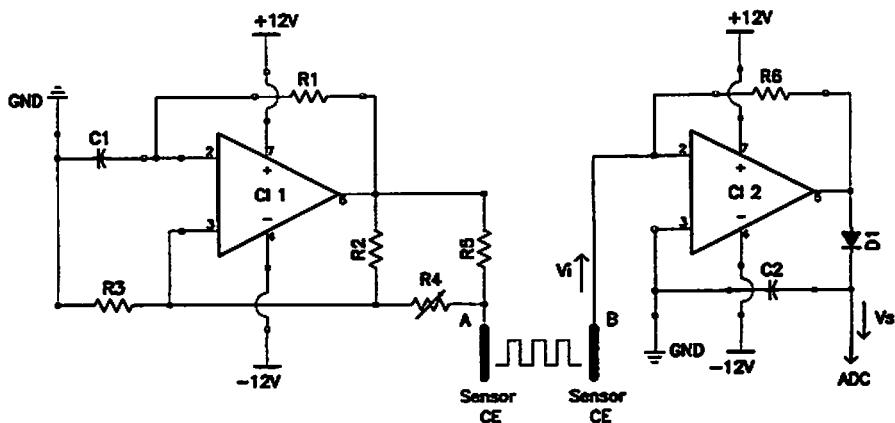 +12V
+12V
R1
R6
GND
C1
2
7
+
CI 1
6
-
3
4
R2
R5
R3
R4
A
-12V
Sensor
CE
2
7
+
CI 2
6
-
3
4
D1
Vi
B
C2
Vs
GND
-12V
ADC
Sensor
CE